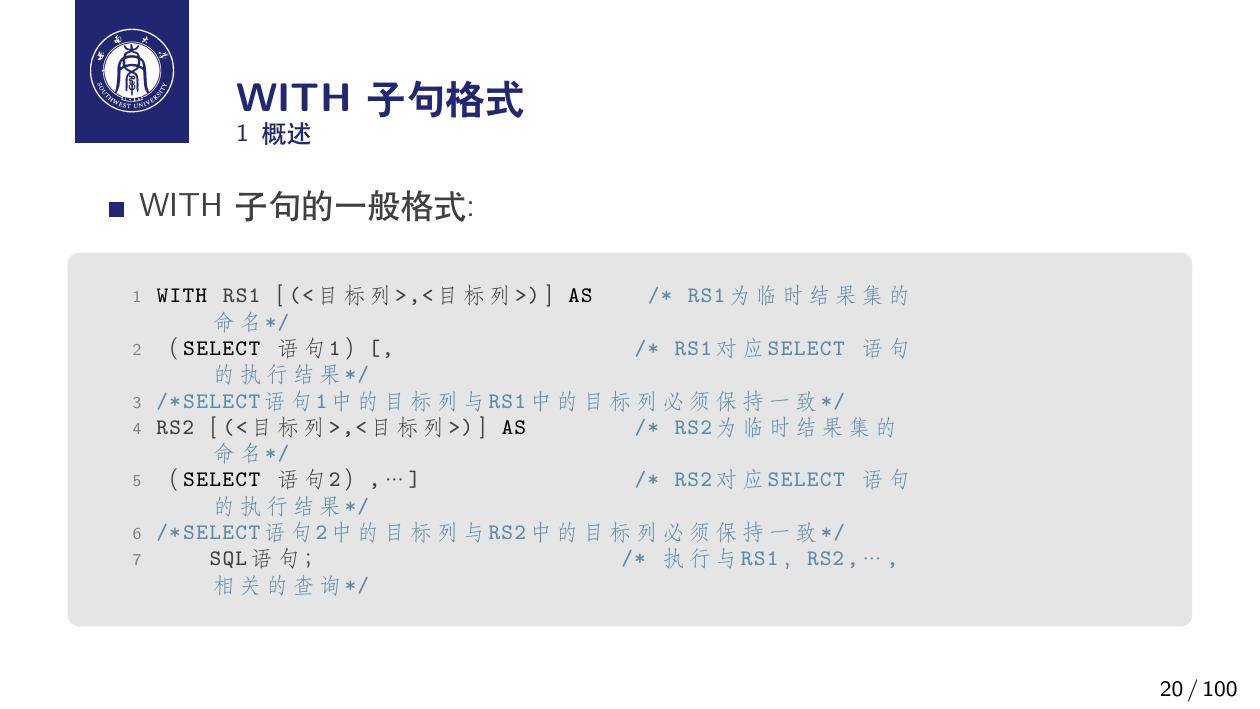 西南大学
SOUTHWEST UNIVERSITY
WITH 子句格式
1 概述
WITH 子句的一般格式:
1 WITH RS1 [(<目标列>,<目标列>)] AS /* RS1为临时结果集的
命名*/
2 (SELECT 语句1) [, /* RS1对应SELECT 语句
的执行结果*/
3 /*SELECT语句1中的目标列与RS1中的目标列必须保持一致*/
4 RS2 [(<目标列>,<目标列>)] AS /* RS2为临时结果集的
命名*/
5 (SELECT 语句2) ,…] /* RS2对应SELECT 语句
的执行结果*/
6 /*SELECT语句2中的目标列与RS2中的目标列必须保持一致*/
7 SQL语句; /* 执行与RS1, RS2,…,
相关的查询*/
20 / 100